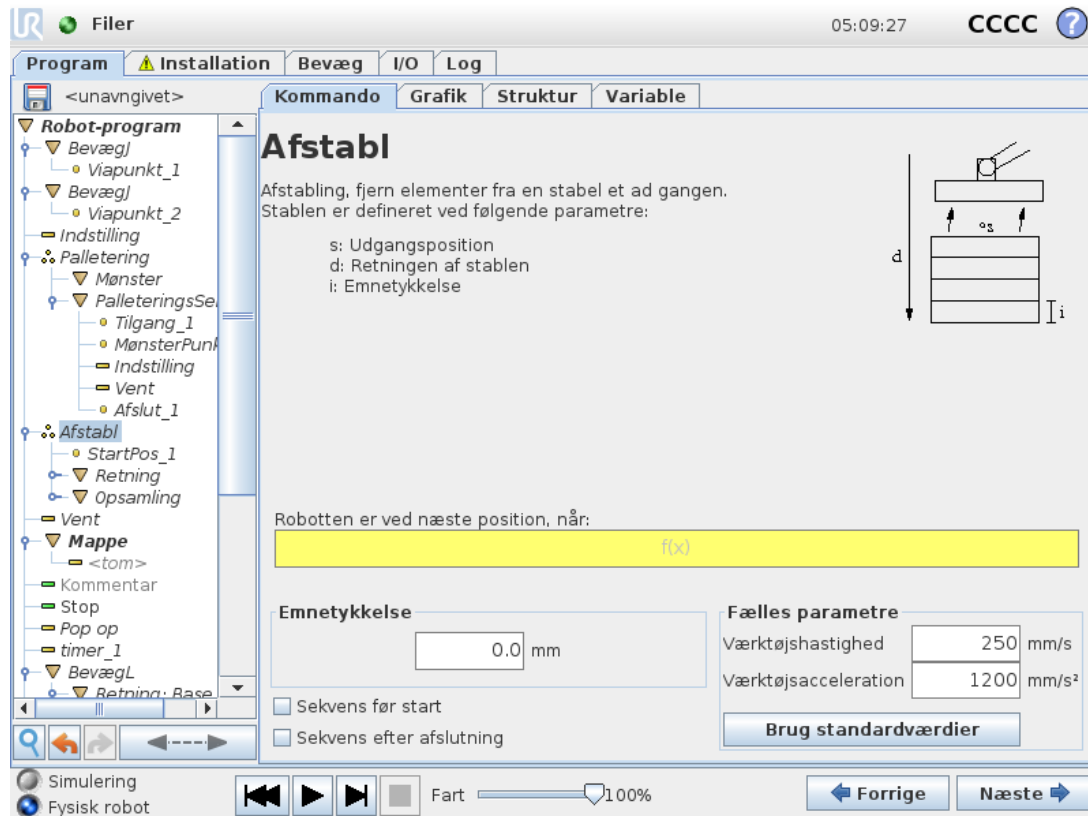 UR Filer 05:09:27 CCCC ?
Program Installation Bevæg I/O Log
<unavngivet>
Kommando Grafik Struktur Variable
Robot-program
BevægJ
Viapunkt_1
BevægJ
Viapunkt_2
Indstilling
Palletering
Mønster
PalleteringsSe
Tilgang_1
MønsterPunk
Indstilling
Vent
Afslut_1
Afstabl
StartPos_1
Retning
Opsamling
Vent
Mappe
<tom>
Kommentar
Stop
Pop op
timer_1
BevægL
Retning: Base
Afstabl
Afstabling, fjern elementer fra en stabel et ad gangen.
Stablen er defineret ved følgende parametre:
s: Udgangsposition
d: Retningen af stablen
i: Emnetykkelse
s
d
i
Robotten er ved næste position, når:
f(x)
Emnetykkelse
0.0 mm
Sekvens før start
Sekvens efter afslutning
Fælles parametre
Værktøjshastighed 250 mm/s
Værktøjsacceleration 1200 mm/s²
Brug standardværdier
Simulering
Fysisk robot
Fart 100%
Forrige Næste